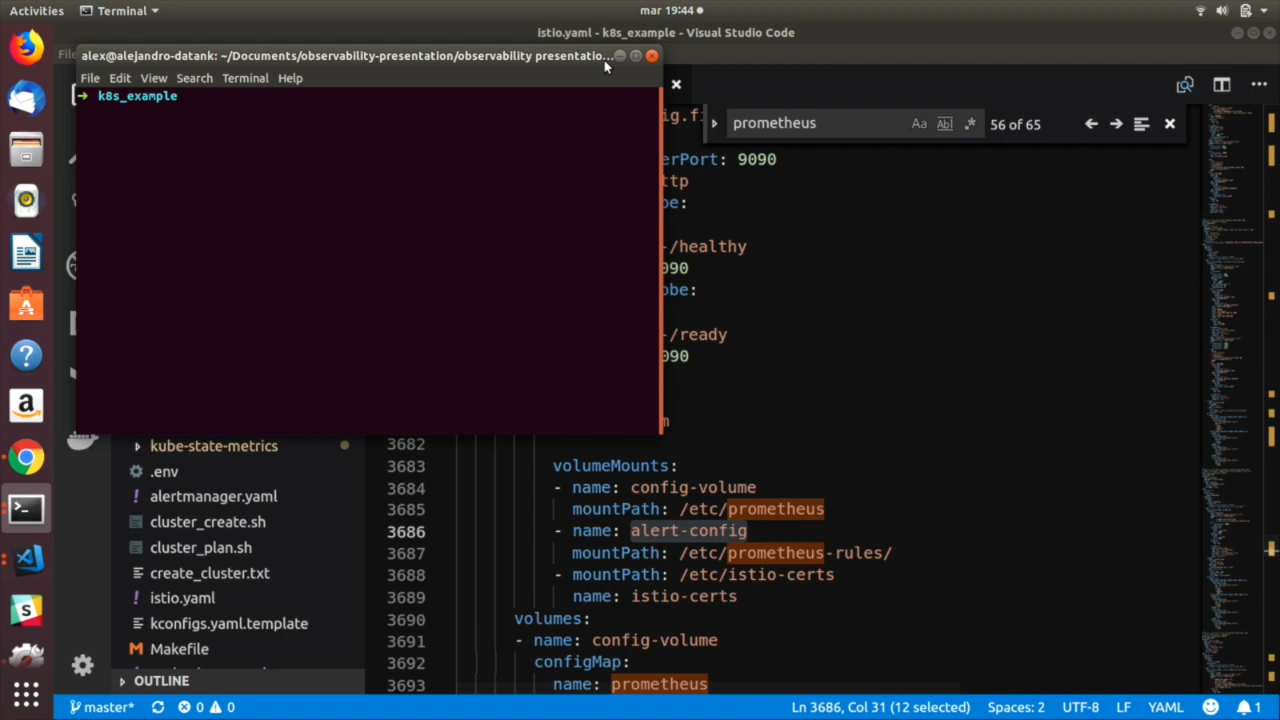 Activities
Terminal
mar 19:44
istio.yaml - k8s_example - Visual Studio Code
alex@alejandro-datank: ~/Documents/observability-presentation/observability presentatio...
File Edit View Search Terminal Help
➜ k8s_example
prometheus
Aa
Abl
.*
56 of 65
erPort: 9090
ttp
be:
-/healthy
090
obe:
-/ready
090
3682
3683 volumeMounts:
3684 - name: config-volume
3685 mountPath: /etc/prometheus
3686 - name: alert-config
3687 mountPath: /etc/prometheus-rules/
3688 - mountPath: /etc/istio-certs
3689 name: istio-certs
3690 volumes:
3691 - name: config-volume
3692 configMap:
3693 name: prometheus
kube-state-metrics
.env
alertmanager.yaml
cluster_create.sh
cluster_plan.sh
create_cluster.txt
istio.yaml
kconfigs.yaml.template
Makefile
OUTLINE
master*
0
0
Ln 3686, Col 31 (12 selected)
Spaces: 2
UTF-8
LF
YAML
1